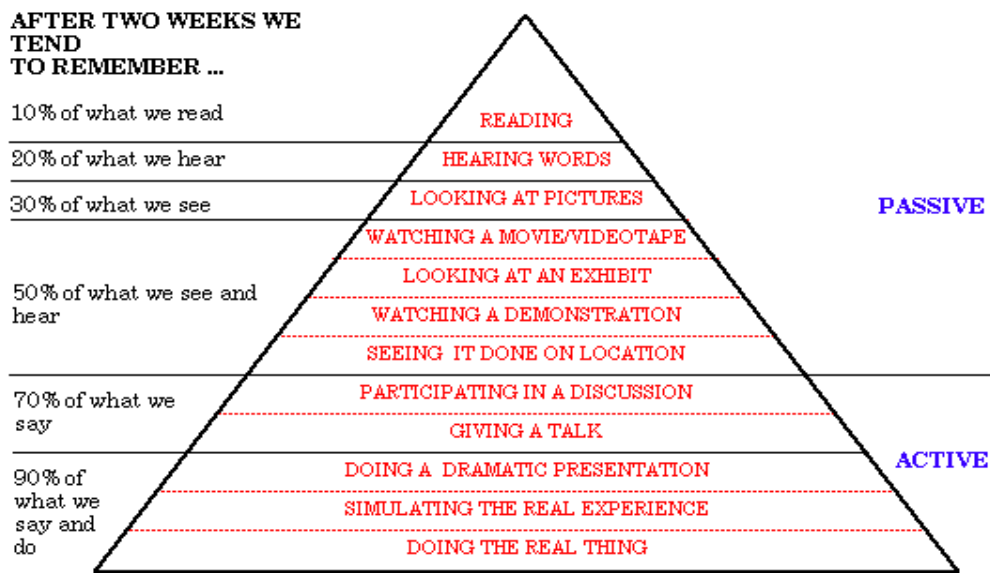 AFTER TWO WEEKS WE
TEND
TO REMEMBER ...
10% of what we read
READING
20% of what we hear
HEARING WORDS
30% of what we see
LOOKING AT PICTURES
PASSIVE
WATCHING A MOVIE/VIDEOTAPE
LOOKING AT AN EXHIBIT
50% of what we see and
hear
WATCHING A DEMONSTRATION
SEEING IT DONE ON LOCATION
70% of what we
say
PARTICIPATING IN A DISCUSSION
GIVING A TALK
ACTIVE
90% of
what we
say and
do
DOING A DRAMATIC PRESENTATION
SIMULATING THE REAL EXPERIENCE
DOING THE REAL THING